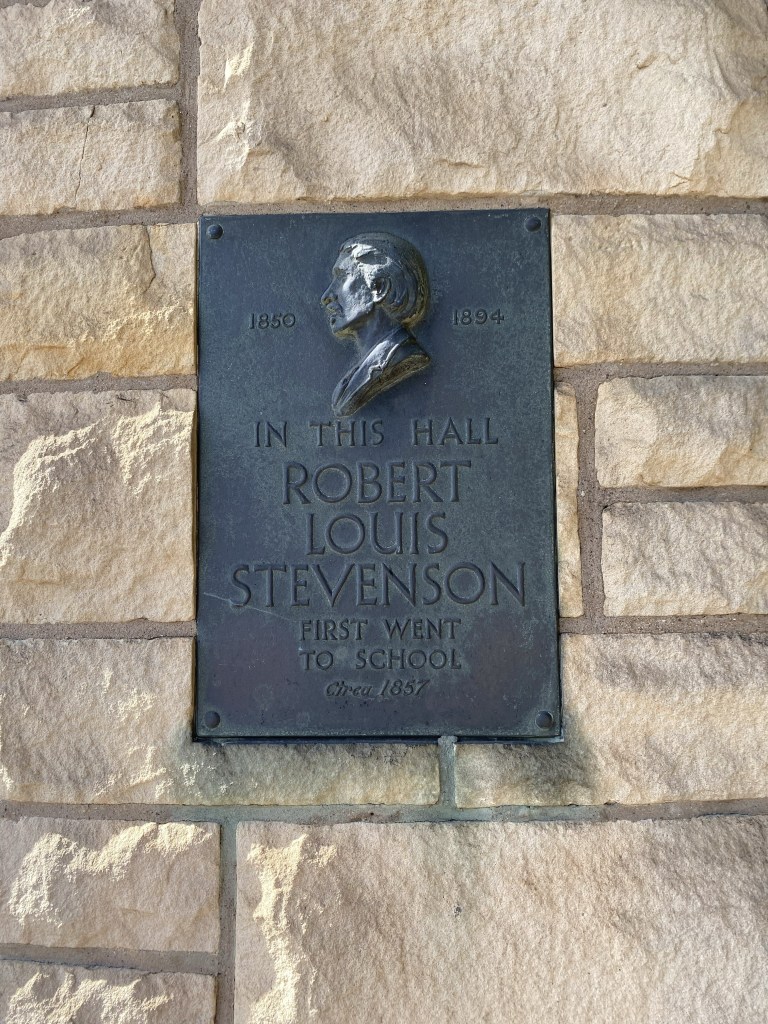 1850 1894
IN THIS HALL
ROBERT
LOUIS
STEVENSON
FIRST WENT
TO SCHOOL
Circa 1857